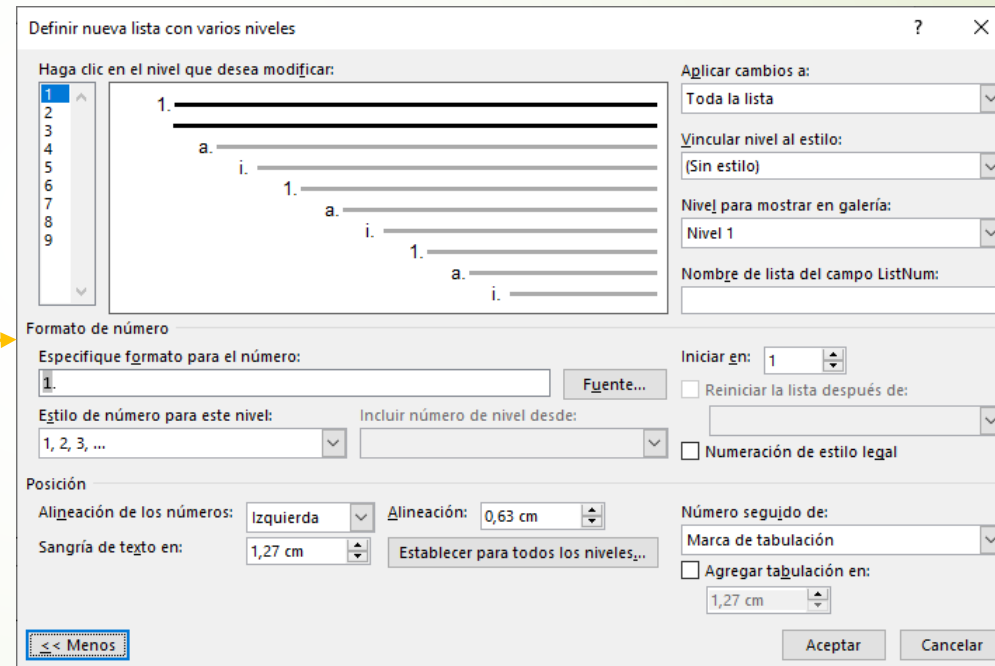 Definir nueva lista con varios niveles ?
Haga clic en el nivel que desea modificar:
1
2
3
4
5
6
7
8
9
1.
a.
i.
1.
a.
i.
1.
a.
i.
Aplicar cambios a:
Toda la lista
Vincular nivel al estilo:
(Sin estilo)
Nivel para mostrar en galería:
Nivel 1
Nombre de lista del campo ListNum:
Formato de número
Especifique formato para el número:
1.
Fuente...
Estilo de número para este nivel:
1, 2, 3, ...
Incluir número de nivel desde:
Iniciar en: 1
Reiniciar la lista después de:
Numeración de estilo legal
Posición
Alineación de los números: Izquierda
Alineación: 0,63 cm
Sangría de texto en: 1,27 cm
Establecer para todos los niveles...
Número seguido de:
Marca de tabulación
Agregar tabulación en:
1,27 cm
<< Menos
Aceptar
Cancelar